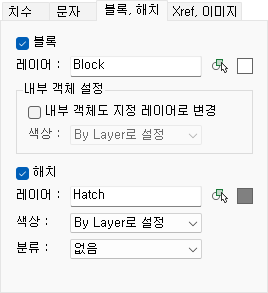 치수 문자 블록, 해치 Xref, 이미지
블록
레이어 : Block
내부 객체 설정
내부 객체도 지정 레이어로 변경
색상 : By Layer로 설정
해치
레이어 : Hatch
색상 : By Layer로 설정
분류 : 없음